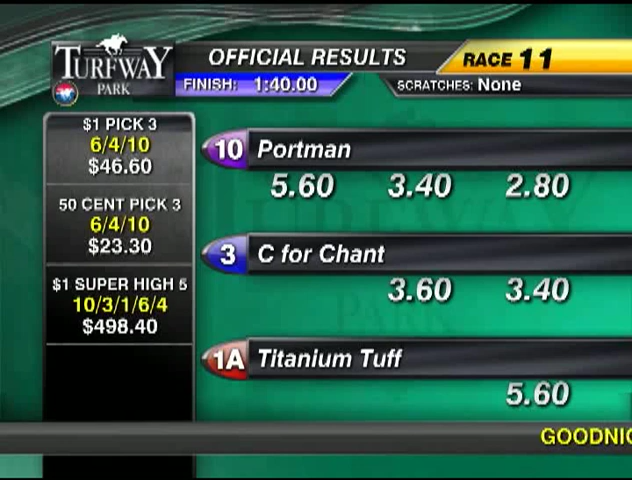 TURFWAY
PARK
OFFICIAL RESULTS
RACE 11
FINISH: 1:40.00
SCRATCHES: None
$1 PICK 3
6/4/10
$46.60
50 CENT PICK 3
6/4/10
$23.30
$1 SUPER HIGH 5
10/3/1/6/4
$498.40
10 Portman
5.60 3.40 2.80
3 C for Chant
3.60 3.40
1A Titanium Tuff
5.60
GOODNI